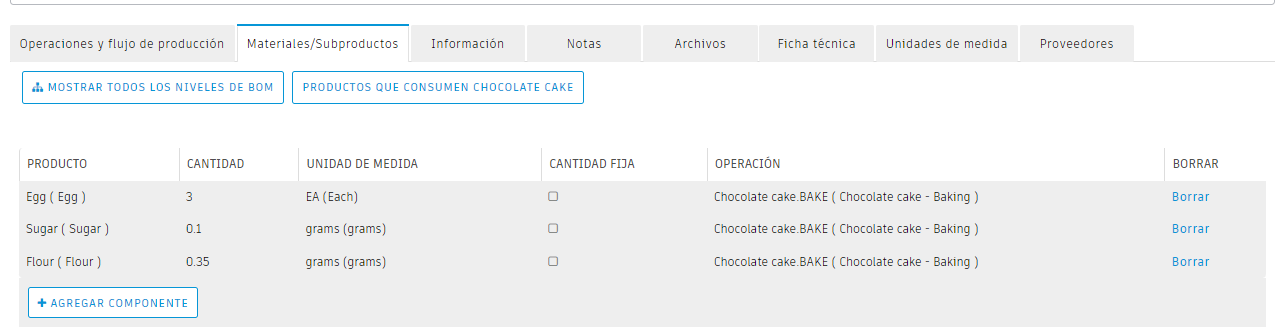 Operaciones y flujo de producción Materiales/Subproductos Información Notas Archivos Ficha técnica Unidades de medida Proveedores
MOSTRAR TODOS LOS NIVELES DE BOM PRODUCTOS QUE CONSUMEN CHOCOLATE CAKE
PRODUCTO CANTIDAD UNIDAD DE MEDIDA CANTIDAD FIJA OPERACIÓN BORRAR
Egg ( Egg ) 3 EA (Each) Chocolate cake.BAKE ( Chocolate cake - Baking ) Borrar
Sugar ( Sugar ) 0.1 grams (grams) Chocolate cake.BAKE ( Chocolate cake - Baking ) Borrar
Flour ( Flour ) 0.35 grams (grams) Chocolate cake.BAKE ( Chocolate cake - Baking ) Borrar
+ AGREGAR COMPONENTE